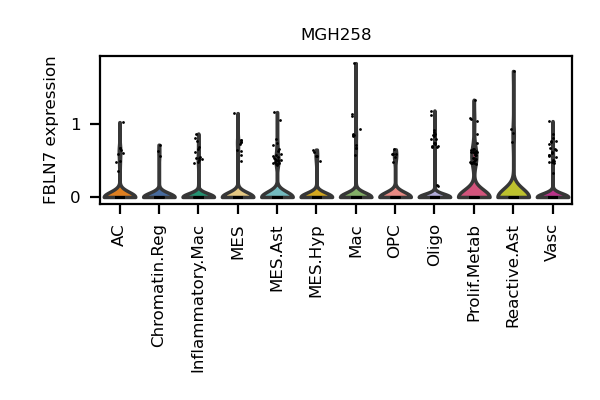 MGH258
FBLN7 expression
1
0
AC
Chromatin.Reg
Inflammatory.Mac
MES
MES.Ast
MES.Hyp
Mac
OPC
Oligo
Prolif.Metab
Reactive.Ast
Vasc